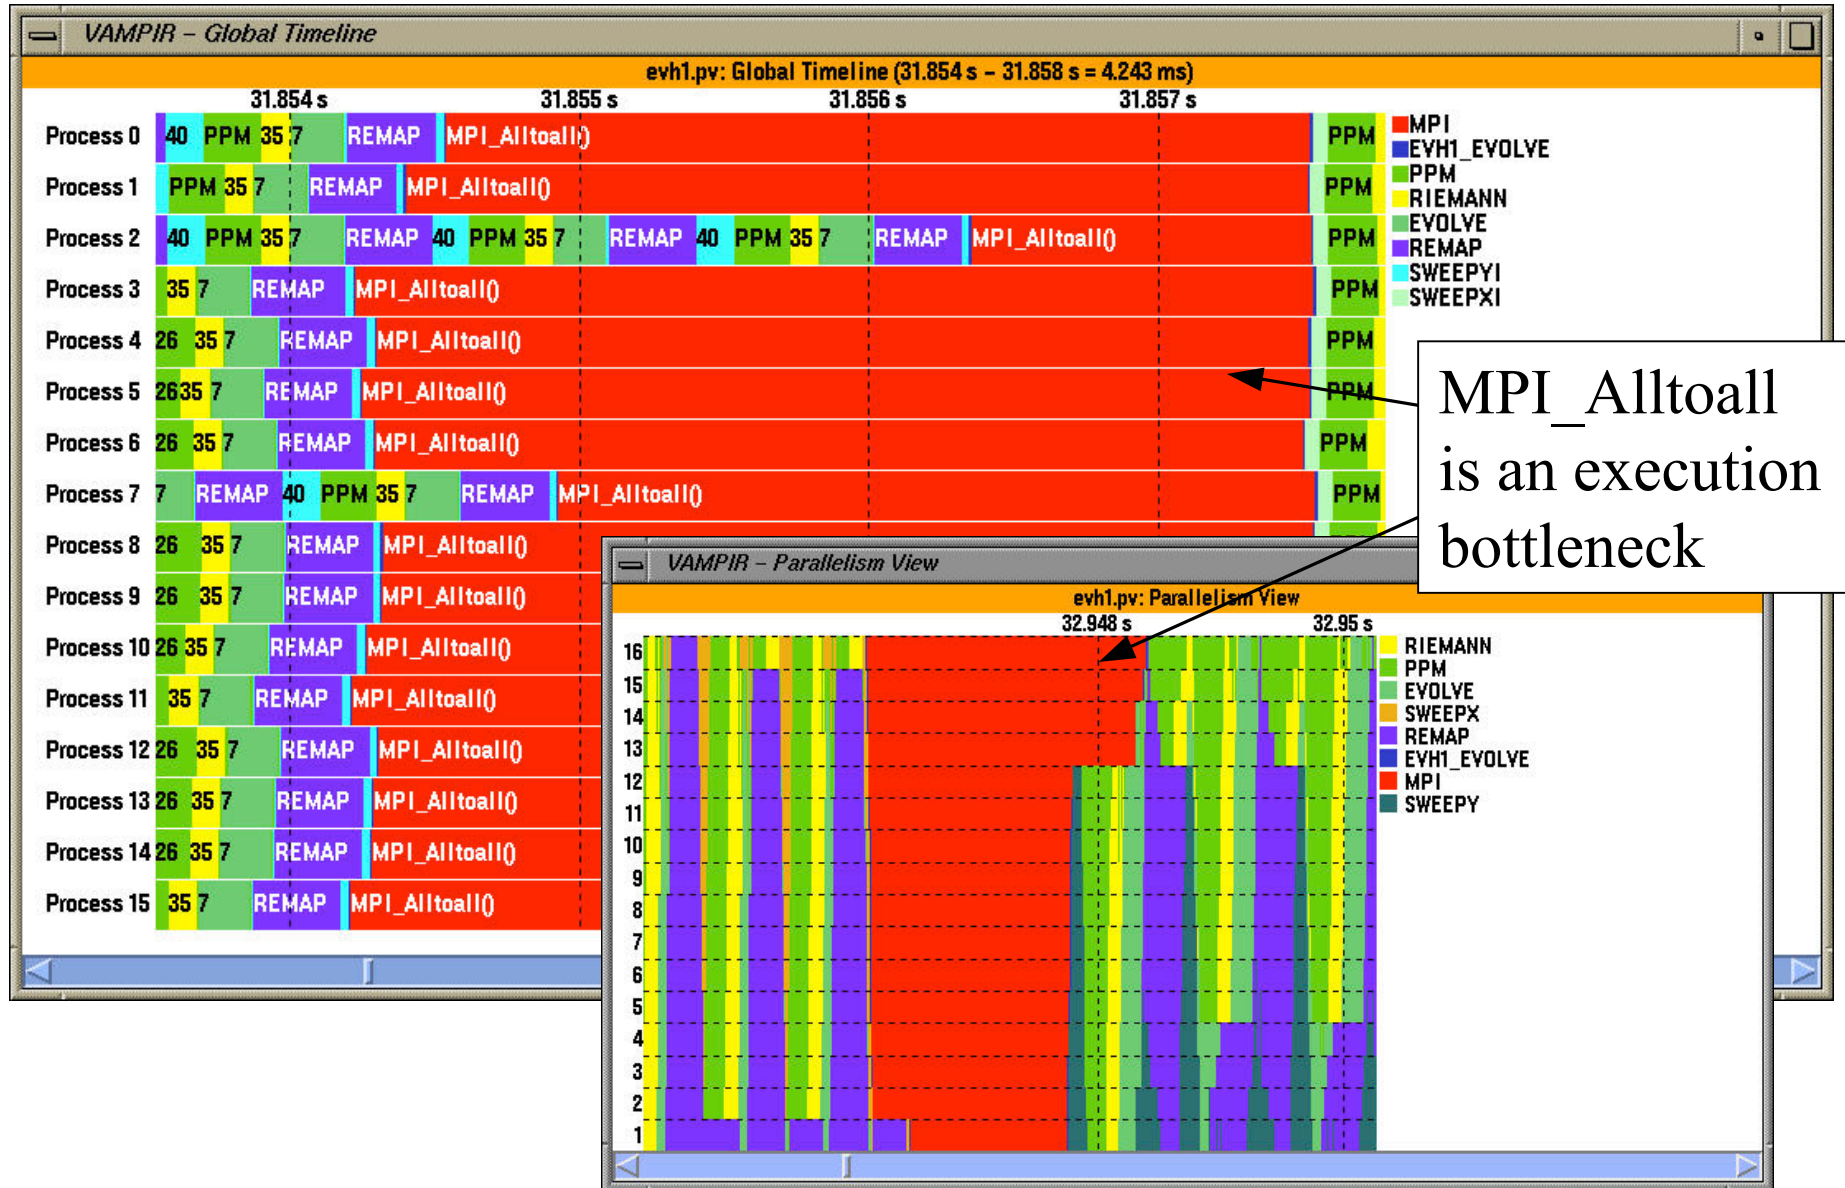 VAMPIR – Global Timeline
evh1.pv: Global Timeline (31.854 s – 31.858 s = 4.243 ms)
31.854 s 31.855 s 31.856 s 31.857 s
Process 0 40 PPM 35 7 REMAP MPI_Alltoall() PPM
Process 1 PPM 35 7 REMAP MPI_Alltoall() PPM
Process 2 40 PPM 35 7 REMAP 40 PPM 35 7 REMAP 40 PPM 35 7 REMAP MPI_Alltoall() PPM
Process 3 35 7 REMAP MPI_Alltoall() PPM
Process 4 26 35 7 REMAP MPI_Alltoall() PPM
Process 5 26 35 7 REMAP MPI_Alltoall() PPM
Process 6 26 35 7 REMAP MPI_Alltoall() PPM
Process 7 7 REMAP 40 PPM 35 7 REMAP MPI_Alltoall() PPM
Process 8 26 35 7 REMAP MPI_Alltoall()
Process 9 26 35 7 REMAP MPI_Alltoall()
Process 10 26 35 7 REMAP MPI_Alltoall()
Process 11 35 7 REMAP MPI_Alltoall()
Process 12 26 35 7 REMAP MPI_Alltoall()
Process 13 26 35 7 REMAP MPI_Alltoall()
Process 14 26 35 7 REMAP MPI_Alltoall()
Process 15 35 7 REMAP MPI_Alltoall()
MPI
EVH1_EVOLVE
PPM
RIEMANN
EVOLVE
REMAP
SWEEPYI
SWEEPXI
MPI_Alltoall
is an execution
bottleneck
VAMPIR – Parallelism View
evh1.pv: Parallelism View
32.948 s 32.95 s
16
15
14
13
12
11
10
9
8
7
6
5
4
3
2
1
RIEMANN
PPM
EVOLVE
SWEEPX
REMAP
EVH1_EVOLVE
MPI
SWEEPY